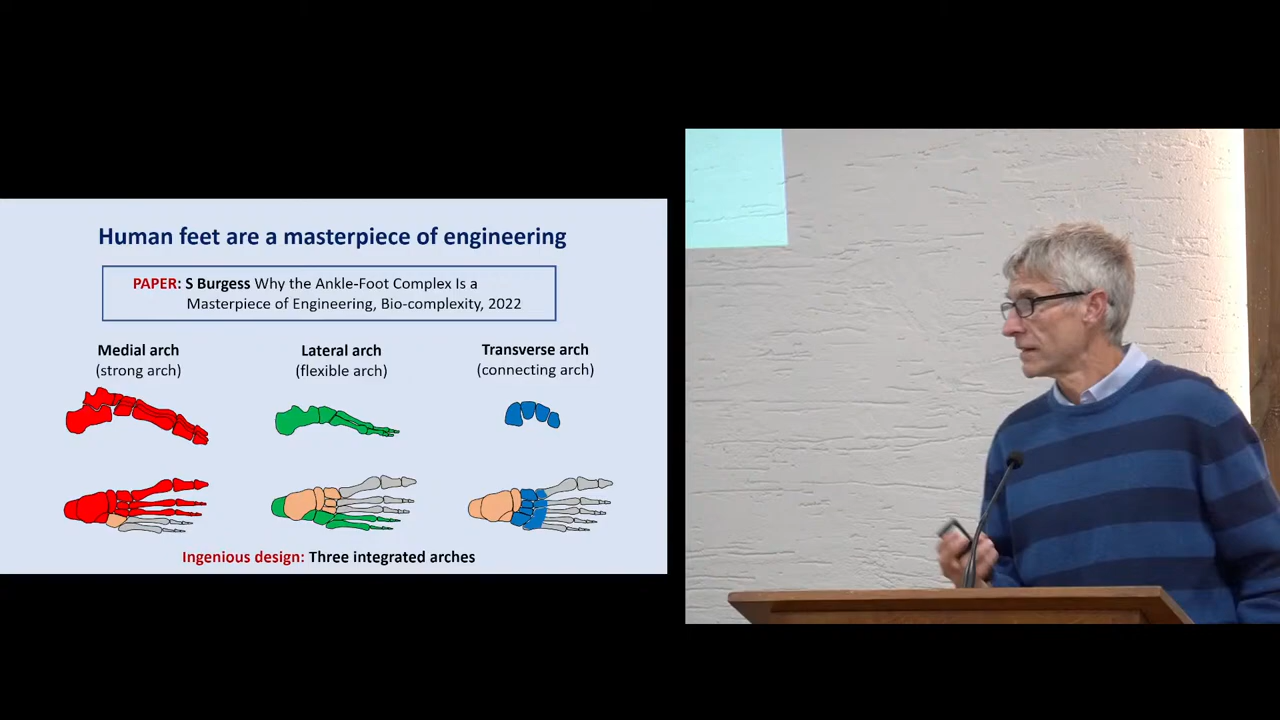 Human feet are a masterpiece of engineering
PAPER: S Burgess Why the Ankle-Foot Complex Is a
Masterpiece of Engineering, Bio-complexity, 2022
Medial arch
(strong arch)
Lateral arch
(flexible arch)
Transverse arch
(connecting arch)
Ingenious design: Three integrated arches